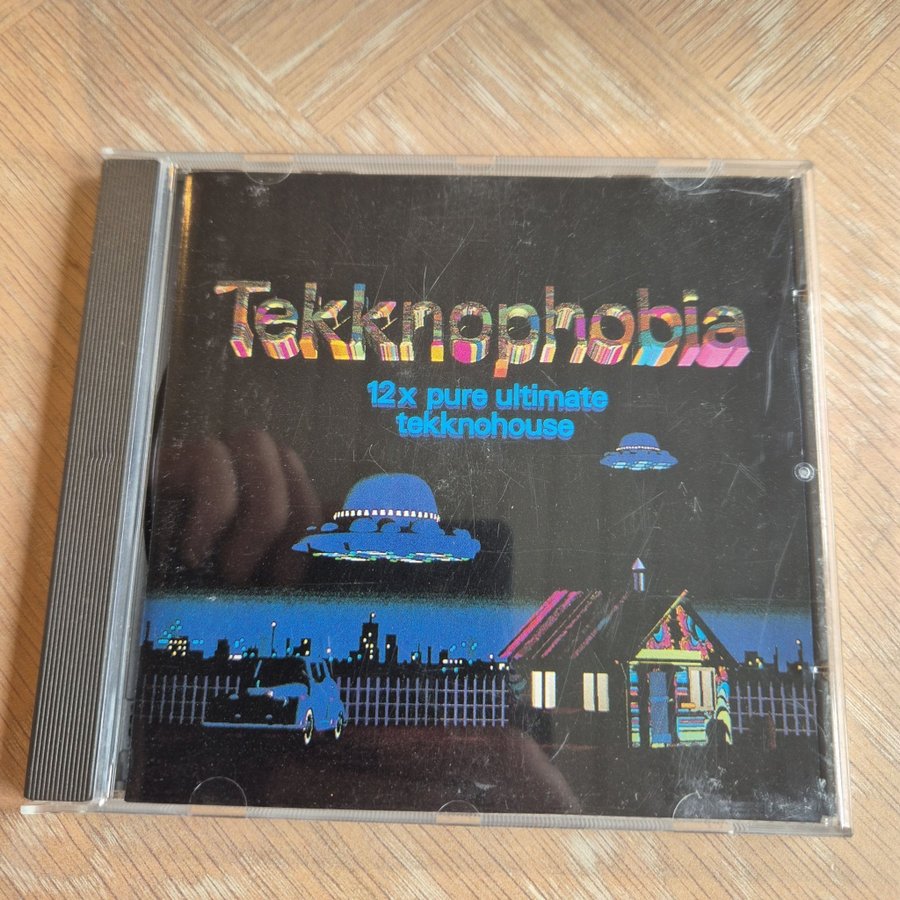 Tekknophobia
12x pure ultimate
tekknohouse